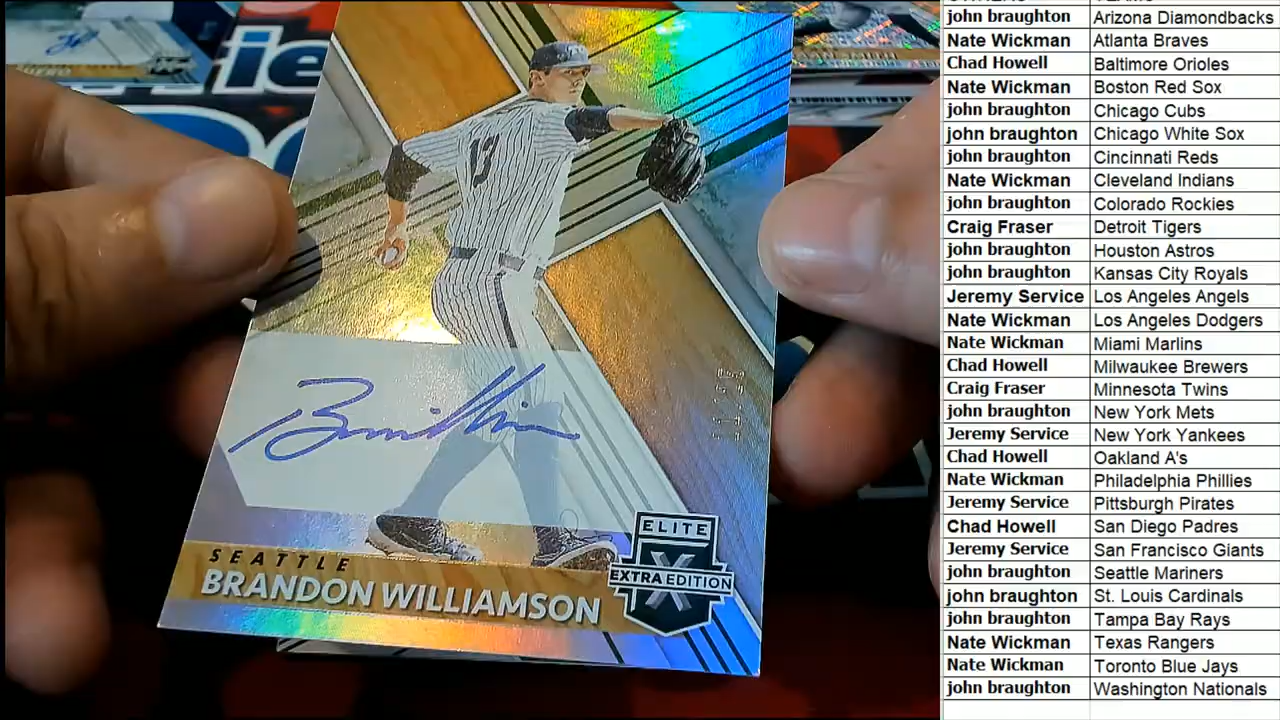 ie
13
11/25
SEATTLE
BRANDON WILLIAMSON
ELITE
X
EXTRA EDITION
john braughton Arizona Diamondbacks
Nate Wickman Atlanta Braves
Chad Howell Baltimore Orioles
Nate Wickman Boston Red Sox
john braughton Chicago Cubs
john braughton Chicago White Sox
john braughton Cincinnati Reds
Nate Wickman Cleveland Indians
john braughton Colorado Rockies
Craig Fraser Detroit Tigers
john braughton Houston Astros
john braughton Kansas City Royals
Jeremy Service Los Angeles Angels
Nate Wickman Los Angeles Dodgers
Nate Wickman Miami Marlins
Chad Howell Milwaukee Brewers
Craig Fraser Minnesota Twins
john braughton New York Mets
Jeremy Service New York Yankees
Chad Howell Oakland A's
Nate Wickman Philadelphia Phillies
Jeremy Service Pittsburgh Pirates
Chad Howell San Diego Padres
Jeremy Service San Francisco Giants
john braughton Seattle Mariners
john braughton St. Louis Cardinals
john braughton Tampa Bay Rays
Nate Wickman Texas Rangers
Nate Wickman Toronto Blue Jays
john braughton Washington Nationals